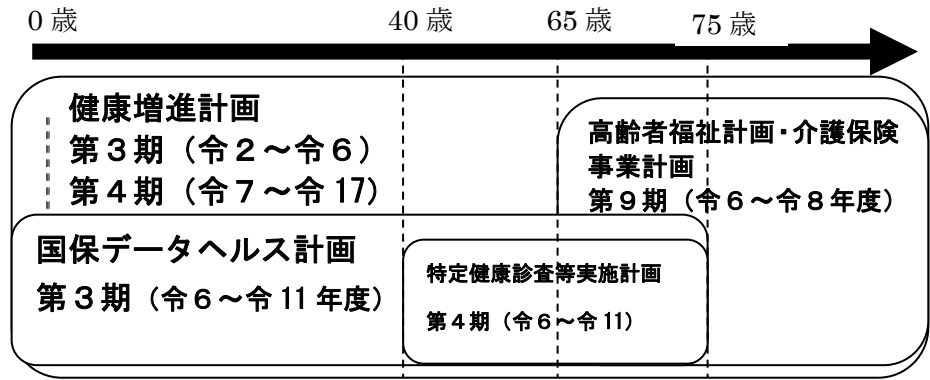 ０歳
40歳
65歳
75歳
健康増進計画
第３期（令２～令６）
第４期（令７～令17）
高齢者福祉計画・介護保険
事業計画
第９期（令６～令８年度）
国保データヘルス計画
第３期（令６～令11年度）
特定健康診査等実施計画
第４期（令６～令11）